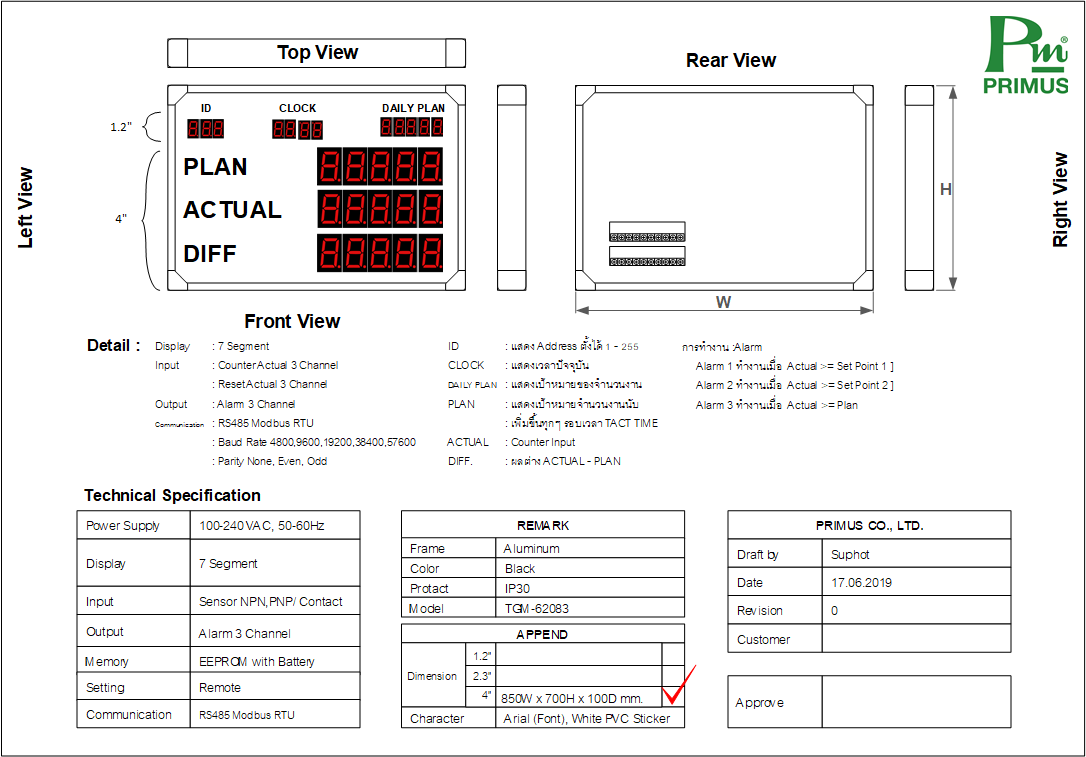 Top View
Rear View
Pm®
PRIMUS
ID CLOCK DAILY PLAN
1.2"
PLAN
ACTUAL
DIFF
4"
Left View
Right View
H
W
Front View
Detail :
Display : 7 Segment
Input : Counter Actual 3 Channel
: Reset Actual 3 Channel
Output : Alarm 3 Channel
Communication : RS485 Modbus RTU
: Baud Rate 4800,9600,19200,38400,57600
: Parity None, Even, Odd
ID : แสดง Address ตั้งได้ 1 - 255
CLOCK : แสดงเวลาปัจจุบัน
DAILY PLAN : แสดงเป้าหมายของจำนวนงาน
PLAN : แสดงเป้าหมายจำนวนงานนับ
: เพิ่มขึ้นทุกๆ รอบเวลา TACT TIME
ACTUAL : Counter Input
DIFF. : ผลต่าง ACTUAL - PLAN
การทำงาน :Alarm
Alarm 1 ทำงานเมื่อ Actual >= Set Point 1 ]
Alarm 2 ทำงานเมื่อ Actual >= Set Point 2 ]
Alarm 3 ทำงานเมื่อ Actual >= Plan
Technical Specification
Power Supply 100-240 VAC, 50-60Hz
Display 7 Segment
Input Sensor NPN,PNP/ Contact
Output Alarm 3 Channel
Memory EEPROM with Battery
Setting Remote
Communication RS485 Modbus RTU
REMARK
Frame Aluminum
Color Black
Protact IP30
Model TGM-62083
APPEND
Dimension
1.2"
2.3"
4" 850W x 700H x 100D mm.
Character Arial (Font), White PVC Sticker
PRIMUS CO., LTD.
Draft by Suphot
Date 17.06.2019
Revision 0
Customer
Approve